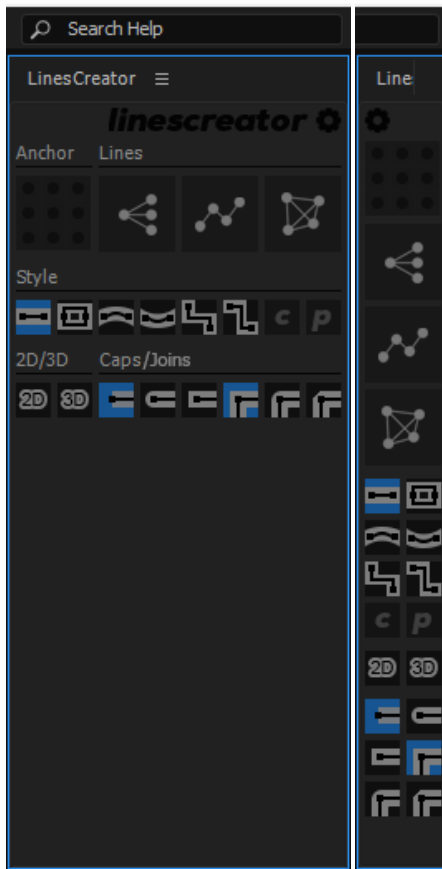 Search Help
LinesCreator
linescreator
Anchor Lines
Style
c p
2D/3D Caps/Joins
2D 3D
Line
c p
2D 3D